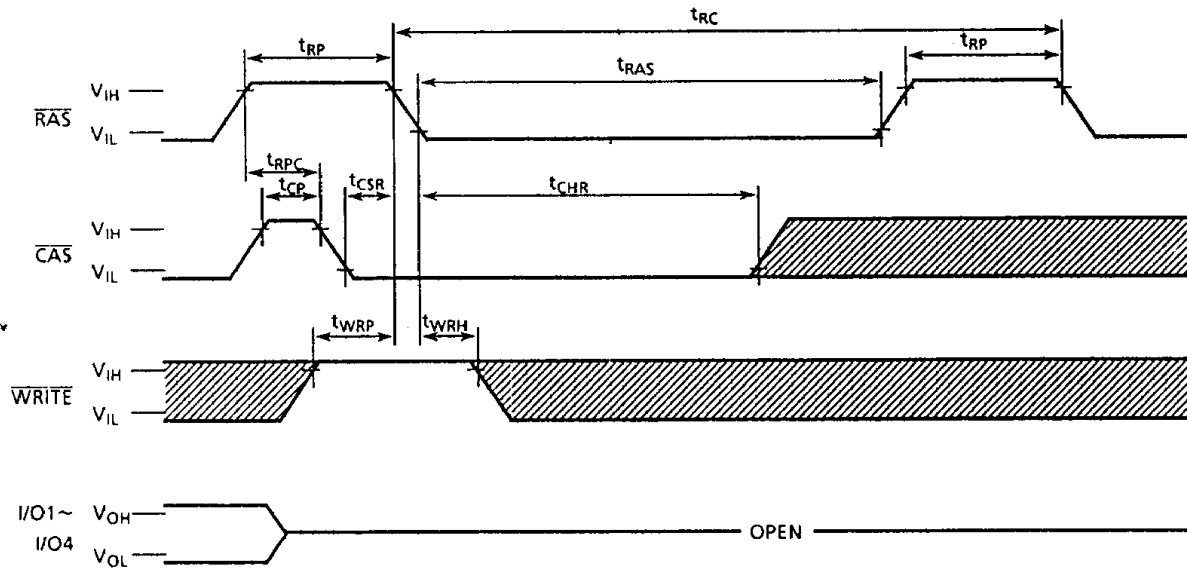 tRC
tRP
tRP
tRAS
VIH
RAS
VIL
tRPC
tCP
tCSR
tCHR
VIH
CAS
VIL
tWRP
tWRH
VIH
WRITE
VIL
I/O1~
VOH
OPEN
I/O4
VOL